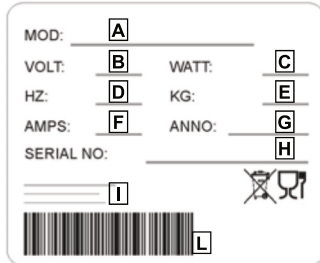 MOD: A
VOLT: B WATT: C
HZ: D KG: E
AMPS: F ANNO: G
SERIAL NO: H
I
L